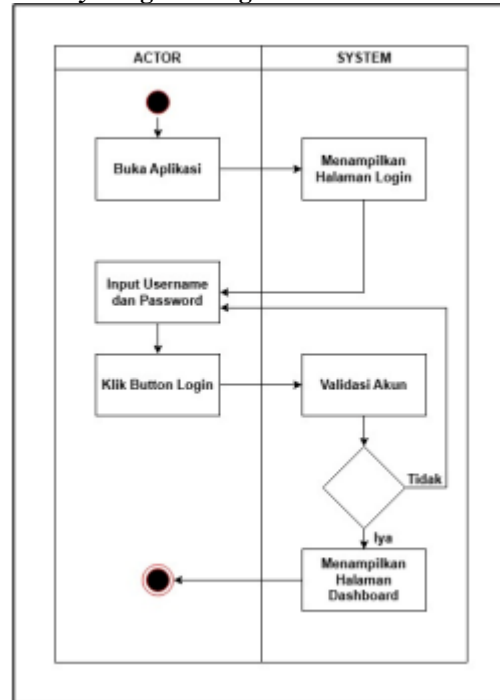 ACTOR
SYSTEM
Buka Aplikasi
Menampilkan
Halaman Login
Input Username
dan Password
Klik Button Login
Validasi Akun
Tidak
Iya
Menampilkan
Halaman
Dashboard